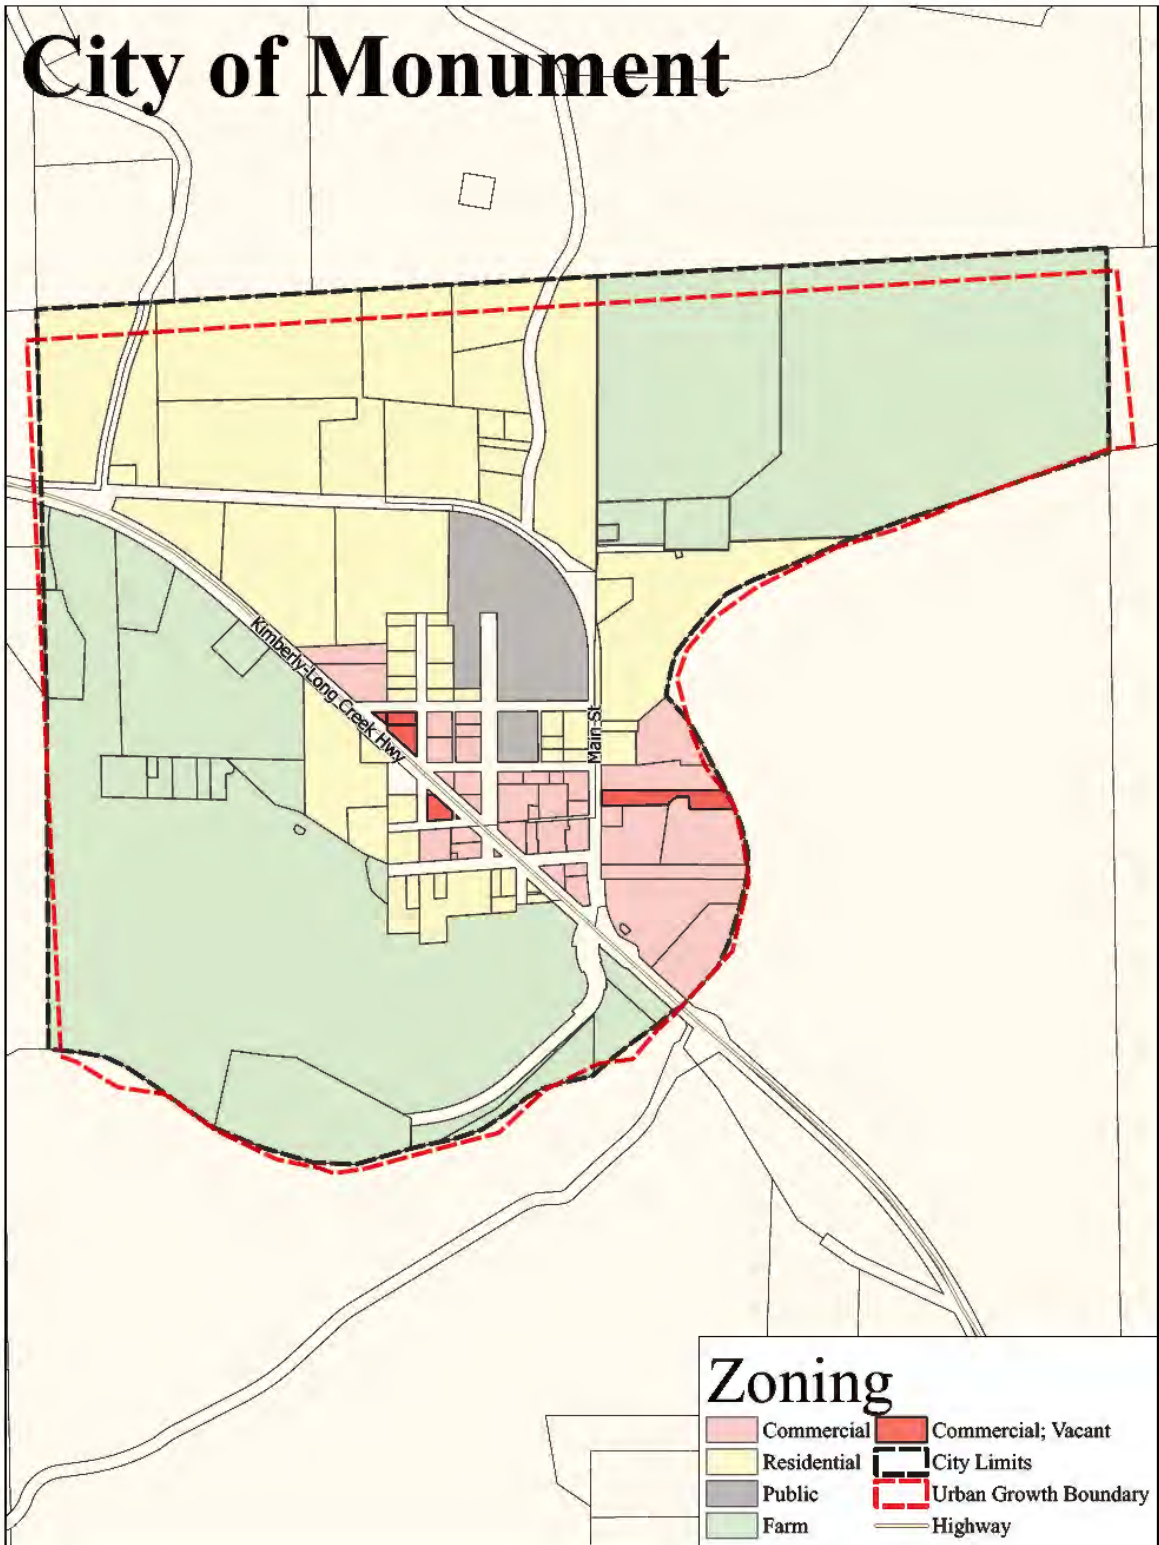 City of Monument
Kimberly-Long Creek Hwy
Main St
Zoning
Commercial
Commercial; Vacant
Residential
City Limits
Public
Urban Growth Boundary
Farm
Highway